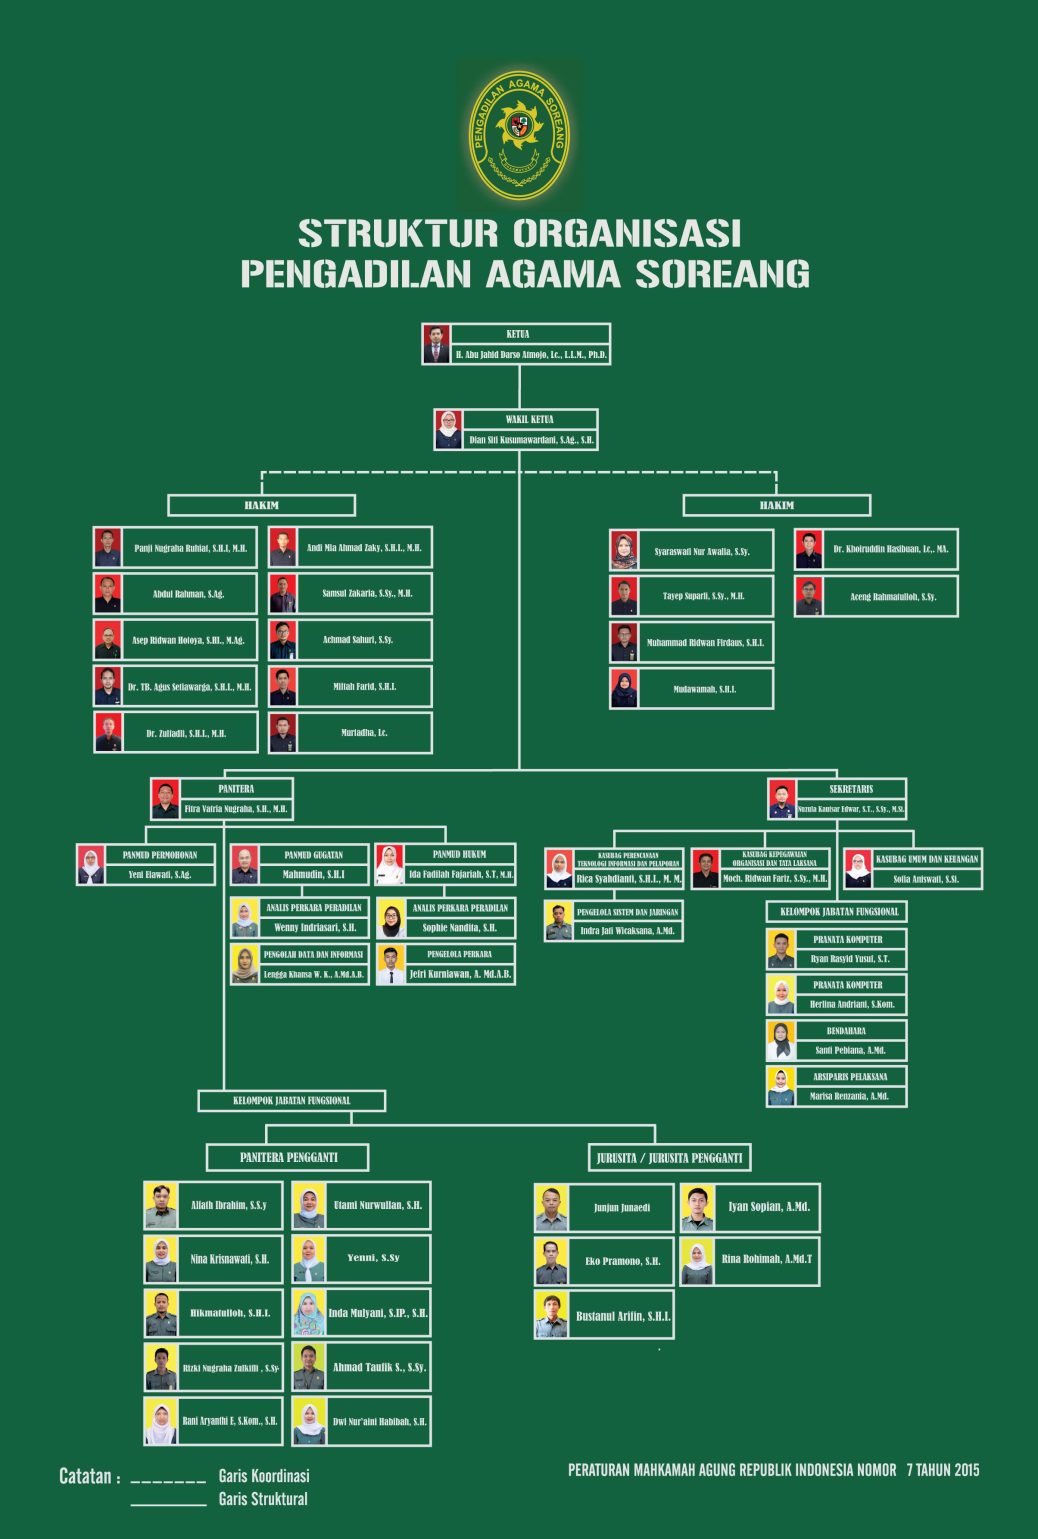 PENGADILAN AGAMA SOREANG
STRUKTUR ORGANISASI
PENGADILAN AGAMA SOREANG
KETUA
H. Abu Jahid Darso Atmojo, Lc., L.L.M., Ph.D.
WAKIL KETUA
Dian Siti Kusumawardani, S.Ag., S.H.
HAKIM
Panji Nugraha Ruhiat, S.H.I, M.H.
Andi Mia Ahmad Zaky, S.H.I., M.H.
Abdul Rahman, S.Ag.
Samsul Zakaria, S.Sy., M.H.
Asep Ridwan Hotoya, S.HI., M.Ag.
Achmad Sahuri, S.Sy.
Dr. TB. Agus Setiawarga, S.H.I., M.H.
Miftah Farid, S.H.I.
Dr. Zulfadli, S.H.I., M.H.
Murtadha, Lc.
HAKIM
Syaraswati Nur Awalia, S.Sy.
Dr. Khoiruddin Hasibuan, Lc,. MA.
Tayep Suparli, S.Sy., M.H.
Aceng Rahmatulloh, S.Sy.
Muhammad Ridwan Firdaus, S.H.I.
Mudawamah, S.H.I.
PANITERA
Fitra Vatria Nugraha, S.H., M.H.
SEKRETARIS
Nuzula Kautsar Edwar, S.T., S.Sy., M.Si.
PANMUD PERMOHONAN
Yeni Elawati, S.Ag.
PANMUD GUGATAN
Mahmudin, S.H.I
PANMUD HUKUM
Ida Fadilah Fajariah, S.T, M.H.
ANALIS PERKARA PERADILAN
Wenny Indriasari, S.H.
ANALIS PERKARA PERADILAN
Sophie Nandita, S.H.
PENGOLAH DATA DAN INFORMASI
Lengga Khansa W. K., A.Md.A.B.
PENGELOLA PERKARA
Jefri Kurniawan, A. Md.A.B.
KASUBAG PERENCANAAN
TEKNOLOGI INFORMASI DAN PELAPORAN
Rica Syahdianti, S.H.I., M. M.
KASUBAG KEPEGAWAIAN
ORGANISASI DAN TATA LAKSANA
Moch. Ridwan Fariz, S.Sy., M.H.
KASUBAG UMUM DAN KEUANGAN
Sofia Aniswati, S.Si.
PENGELOLA SISTEM DAN JARINGAN
Indra Jati Wicaksana, A.Md.
KELOMPOK JABATAN FUNGSIONAL
PRANATA KOMPUTER
Ryan Rasyid Yusuf, S.T.
PRANATA KOMPUTER
Herlina Andriani, S.Kom.
BENDAHARA
Santi Pebiana, A.Md.
ARSIPARIS PELAKSANA
Marisa Renzania, A.Md.
KELOMPOK JABATAN FUNGSIONAL
PANITERA PENGGANTI
Aliath Ibrahim, S.S.y
Utami Nurwullan, S.H.
Nina Krisnawati, S.H.
Yenni, S.Sy
Hikmatulloh, S.H.I.
Inda Mulyani, S.IP., S.H.
Rizki Nugraha Zulkifli , S.Sy.
Ahmad Taufik S., S.Sy.
Rani Aryanthi E, S.Kom., S.H.
Dwi Nur'aini Habibah, S.H.
JURUSITA / JURUSITA PENGGANTI
Junjun Junaedi
Iyan Sopian, A.Md.
Eko Pramono, S.H.
Rina Rohimah, A.Md.T
Bustanul Arifin, S.H.I.
Catatan : _ _ _ _ _ _ _ Garis Koordinasi
Garis Struktural
PERATURAN MAHKAMAH AGUNG REPUBLIK INDONESIA NOMOR 7 TAHUN 2015